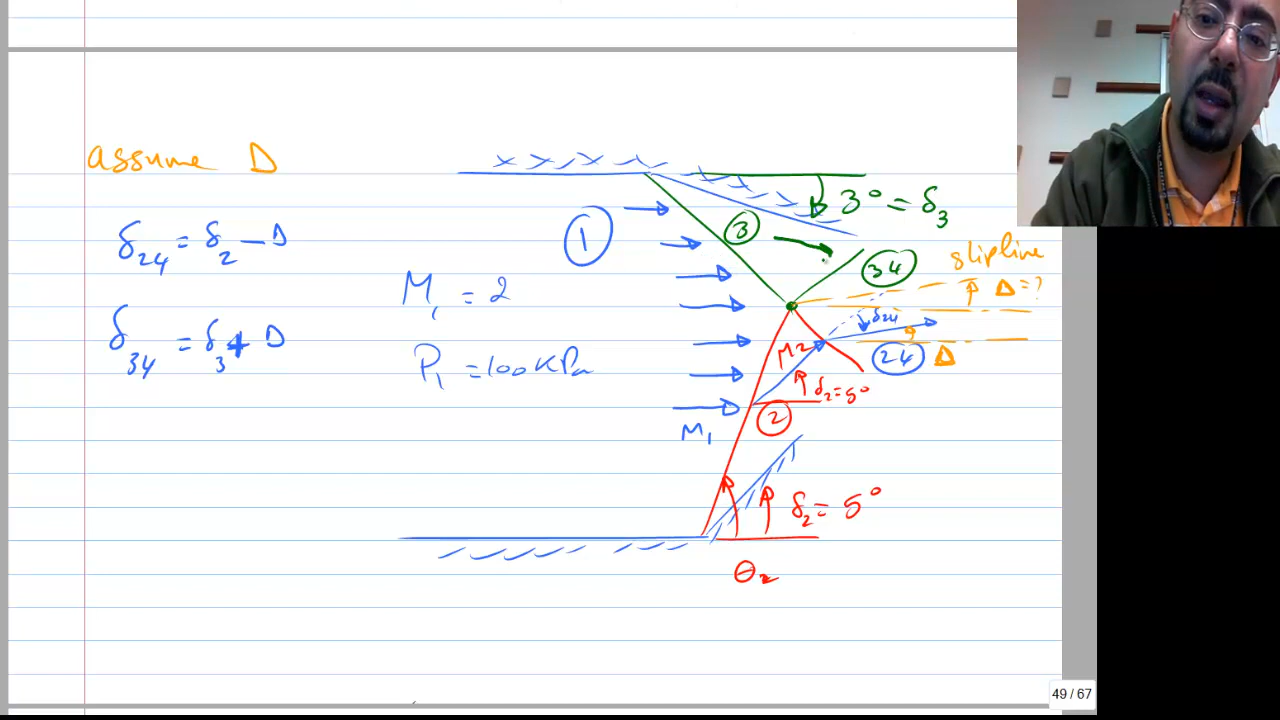 assume Δ
δ24 = δ2 - Δ
δ34 = δ3 + Δ
M1 = 2
P1 = 100 KPa
1
3
3° = δ3
34
slipline
Δ = ?
δ24
M2
24
Δ
δ2 = 5°
2
M1
δ2 = 5°
θ2
49 / 67